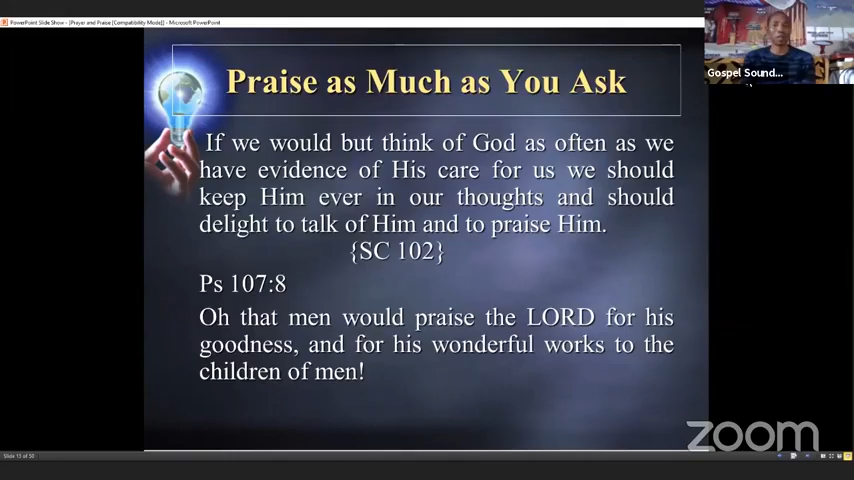 PowerPoint Slide Show - [Prayer and Praise [Compatibility Mode]] - Microsoft PowerPoint
Gospel Sound...
Praise as Much as You Ask
If we would but think of God as often as we
have evidence of His care for us we should
keep Him ever in our thoughts and should
delight to talk of Him and to praise Him.
{SC 102}
Ps 107:8
Oh that men would praise the LORD for his
goodness, and for his wonderful works to the
children of men!
zoom
Slide 13 of 50